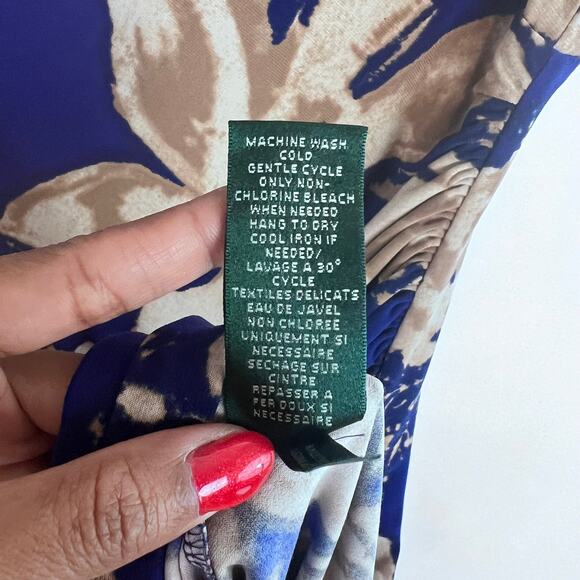 MACHINE WASH
COLD
GENTLE CYCLE
ONLY NON-
CHLORINE BLEACH
WHEN NEEDED
HANG TO DRY
COOL IRON IF
NEEDED/
LAVAGE A 30°
CYCLE
TEXTILES DELICATS
EAU DE JAVEL
NON CHLOREE
UNIQUEMENT SI
NECESSAIRE
SECHAGE SUR
CINTRE
REPASSER A
FER DOUX SI
NECESSAIRE